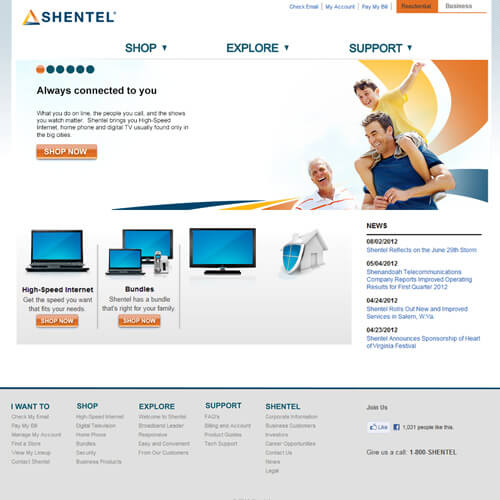 SHENTEL®
Check Email | My Account | Pay My Bill
Residential
Business
SHOP
EXPLORE
SUPPORT
Always connected to you
What you do on line, the people you call, and the shows
you watch matter. Shentel brings you High-Speed
Internet, home phone and digital TV usually found only in
the big cities.
SHOP NOW
High-Speed Internet
Get the speed you want
that fits your needs.
SHOP NOW
Bundles
Shentel has a bundle
that's right for your family.
SHOP NOW
NEWS
08/02/2012
Shentel Reflects on the June 29th Storm
05/04/2012
Shenandoah Telecommunications
Company Reports Improved Operating
Results for First Quarter 2012
04/24/2012
Shentel Rolls Out New and Improved
Services in Salem, W.Va.
04/23/2012
Shentel Announces Sponsorship of Heart
of Virginia Festival
I WANT TO
Check My Email
Pay My Bill
Manage My Account
Find a Store
View My Lineup
Contact Shentel
SHOP
High-Speed Internet
Digital Television
Home Phone
Bundles
Security
Business Products
EXPLORE
Welcome to Shentel
Broadband Leader
Responsive
Easy and Convenient
From Our Customers
SUPPORT
FAQ's
Billing and Account
Product Guides
Tech Support
SHENTEL
Corporate Information
Business Customers
Investors
Career Opportunities
Contact Us
News
Legal
Join Us
Like
1,031 people like this.
Give us a call: 1-800-SHENTEL